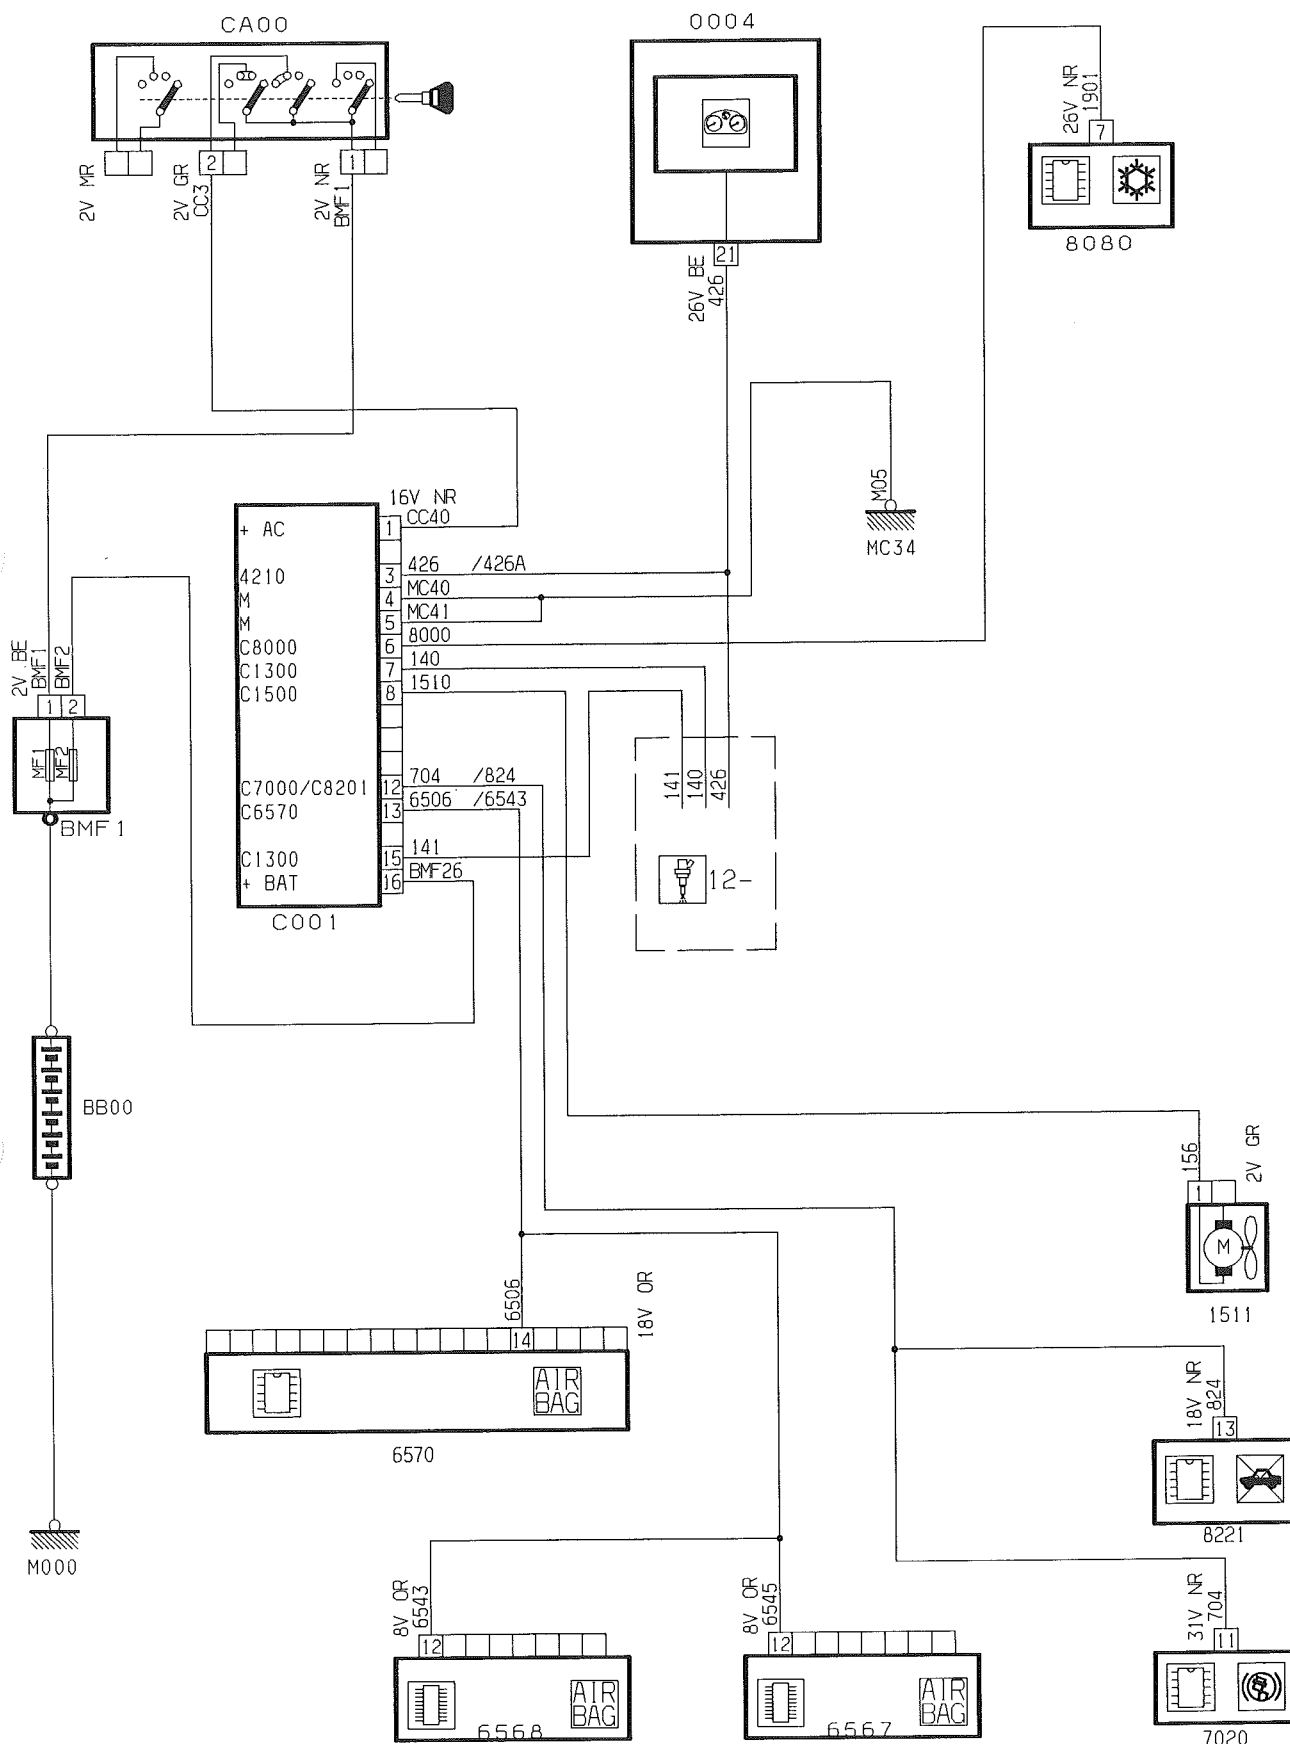 CA00
2V MR
2
2V GR
CC3
1
2V NR
BMF1
0004
21
26V BE
426
26V NR
1901
7
8080
M05
MC34
16V NR
+ AC
1
CC40
4210
3
426 /426A
M
4
MC40
M
5
MC41
C8000
6
8000
C1300
7
140
C1500
8
1510
C7000/C8201
12
704 /824
C6570
13
6506 /6543
C1300
15
141
+ BAT
16
BMF26
C001
2V BE
BMF1
BMF2
1
2
MF1
MF2
BMF1
141
140
426
12-
BB00
M000
156
2V GR
1
M
1511
6506
18V OR
14
AIR
BAG
6570
18V NR
824
13
8221
8V OR
6543
12
AIR
BAG
6568
8V OR
6545
12
AIR
BAG
6567
31V NR
704
11
7020